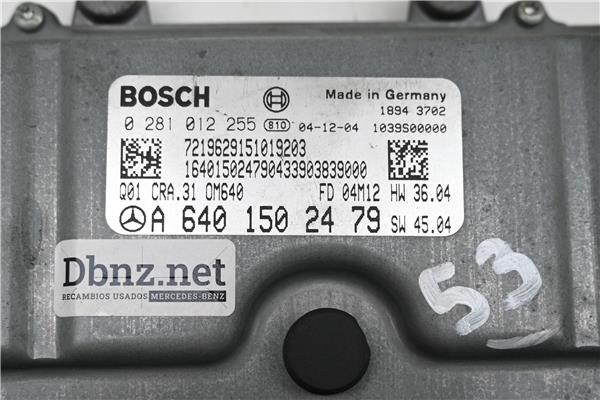 BOSCH
Made in Germany
1894 3702
0 281 012 255 810 04-12-04 1039S00000
7219629151019203
164015024790433903839000
Q01 CRA.31 OM640 FD 04M12 HW 36.04
A 640 150 24 79 SW 45.04
Dbnz.net
RECAMBIOS USADOS MERCEDES-BENZ
53